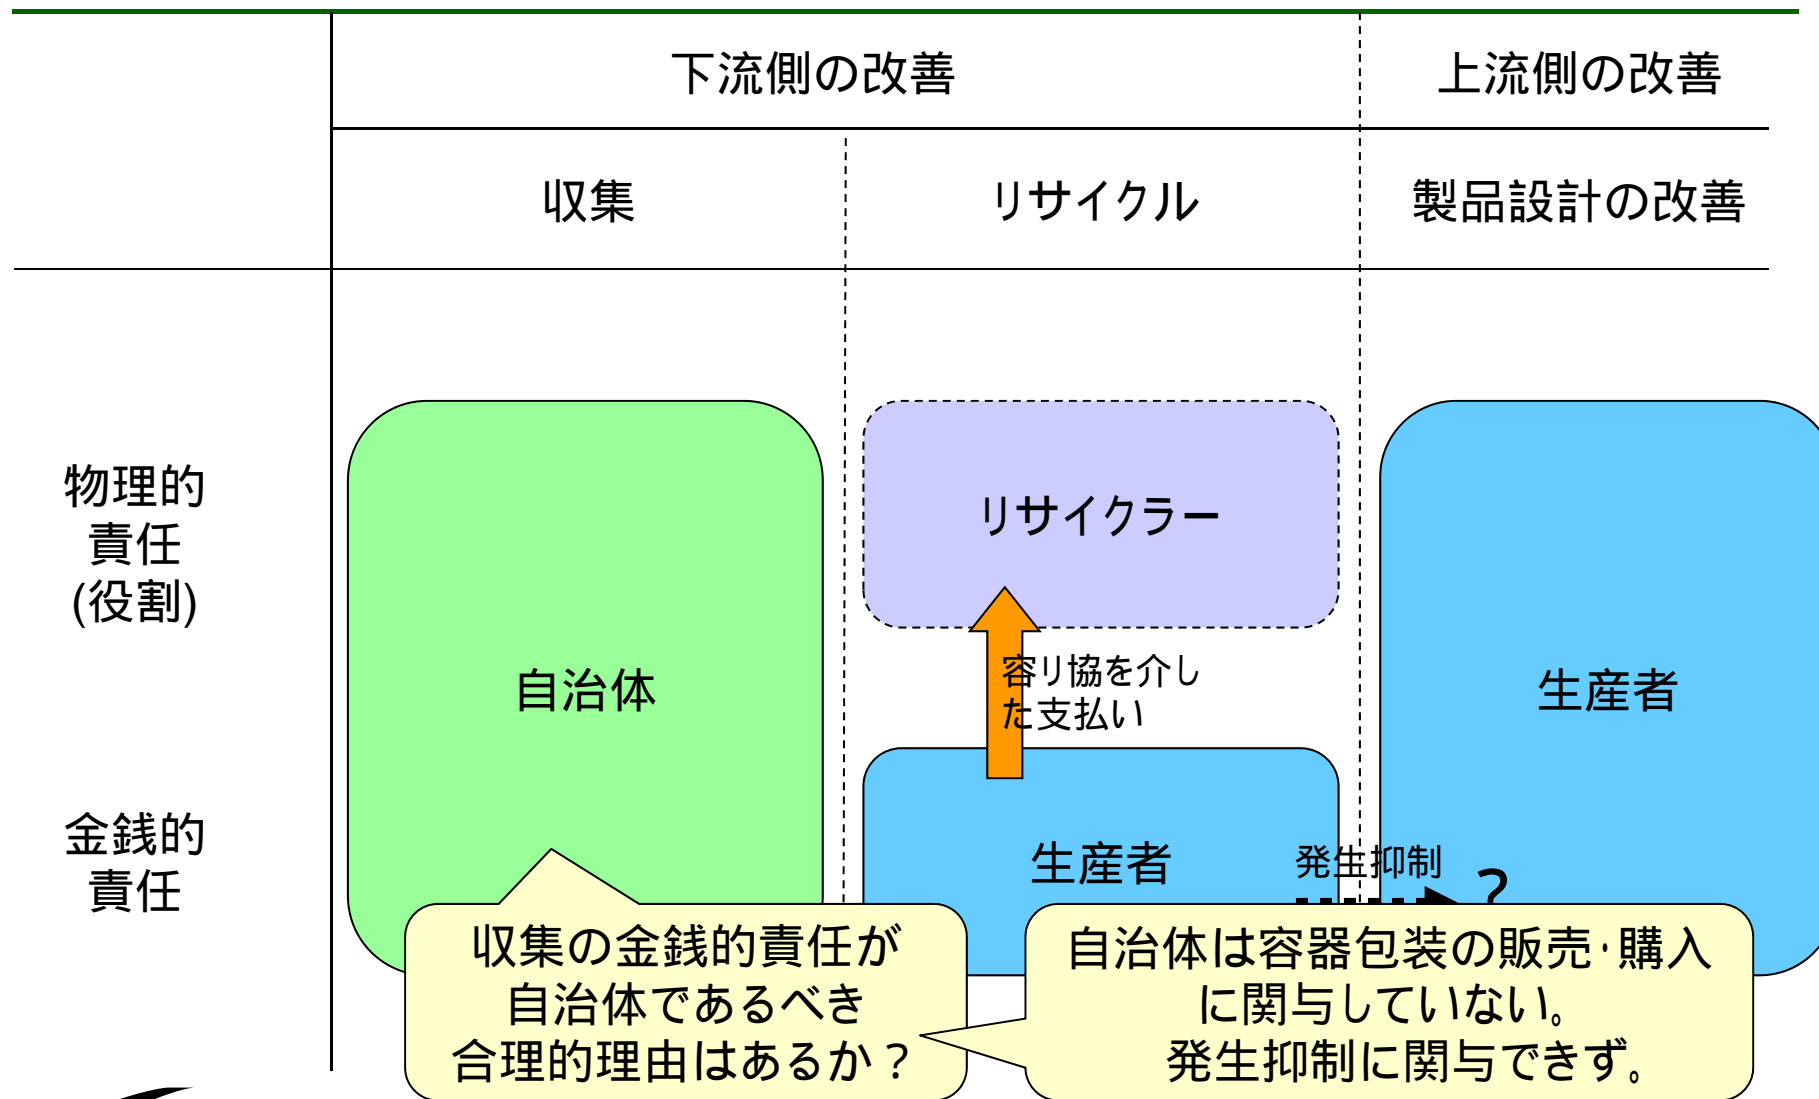 下流側の改善
上流側の改善
収集
リサイクル
製品設計の改善
物理的
責任
(役割)
リサイクラー
自治体
容リ協を介し
た支払い
生産者
金銭的
責任
生産者
発生抑制
?
収集の金銭的責任が
自治体であるべき
合理的理由はあるか？
自治体は容器包装の販売･購入
に関与していない。
発生抑制に関与できず。